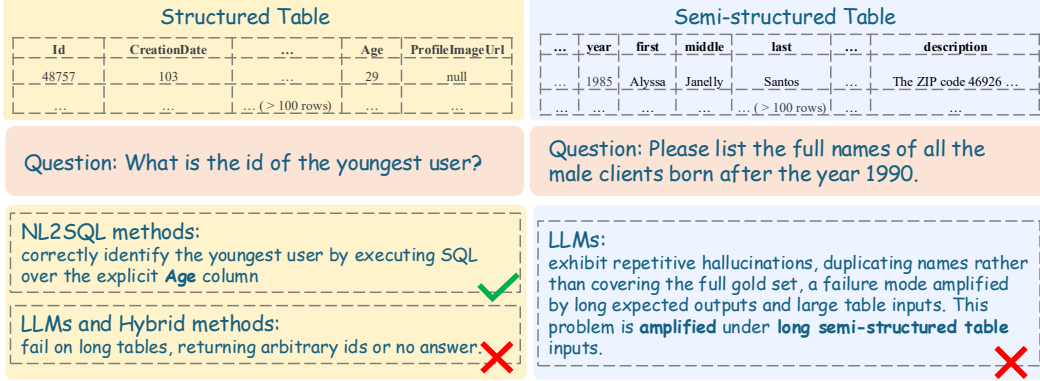 Structured Table
Id CreationDate … Age ProfileImageUrl
48757 103 … 29 null
… … … ( > 100 rows) … …
Question: What is the id of the youngest user?
NL2SQL methods:
correctly identify the youngest user by executing SQL
over the explicit Age column
LLMs and Hybrid methods:
fail on long tables, returning arbitrary ids or no answer.
Semi-structured Table
… year first middle last … description
… 1985 Alyssa Janelly Santos … The ZIP code 46926 …
… … … … … ( > 100 rows) … …
Question: Please list the full names of all the
male clients born after the year 1990.
LLMs:
exhibit repetitive hallucinations, duplicating names rather
than covering the full gold set, a failure mode amplified
by long expected outputs and large table inputs. This
problem is amplified under long semi-structured table
inputs.